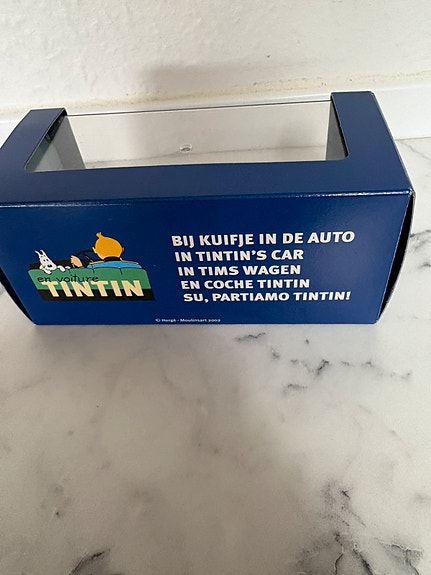 en voiture
TINTIN
BIJ KUIFJE IN DE AUTO
IN TINTIN'S CAR
IN TIMS WAGEN
EN COCHE TINTIN
SU, PARTIAMO TINTIN!
© Hergé - Moulinsart 2002